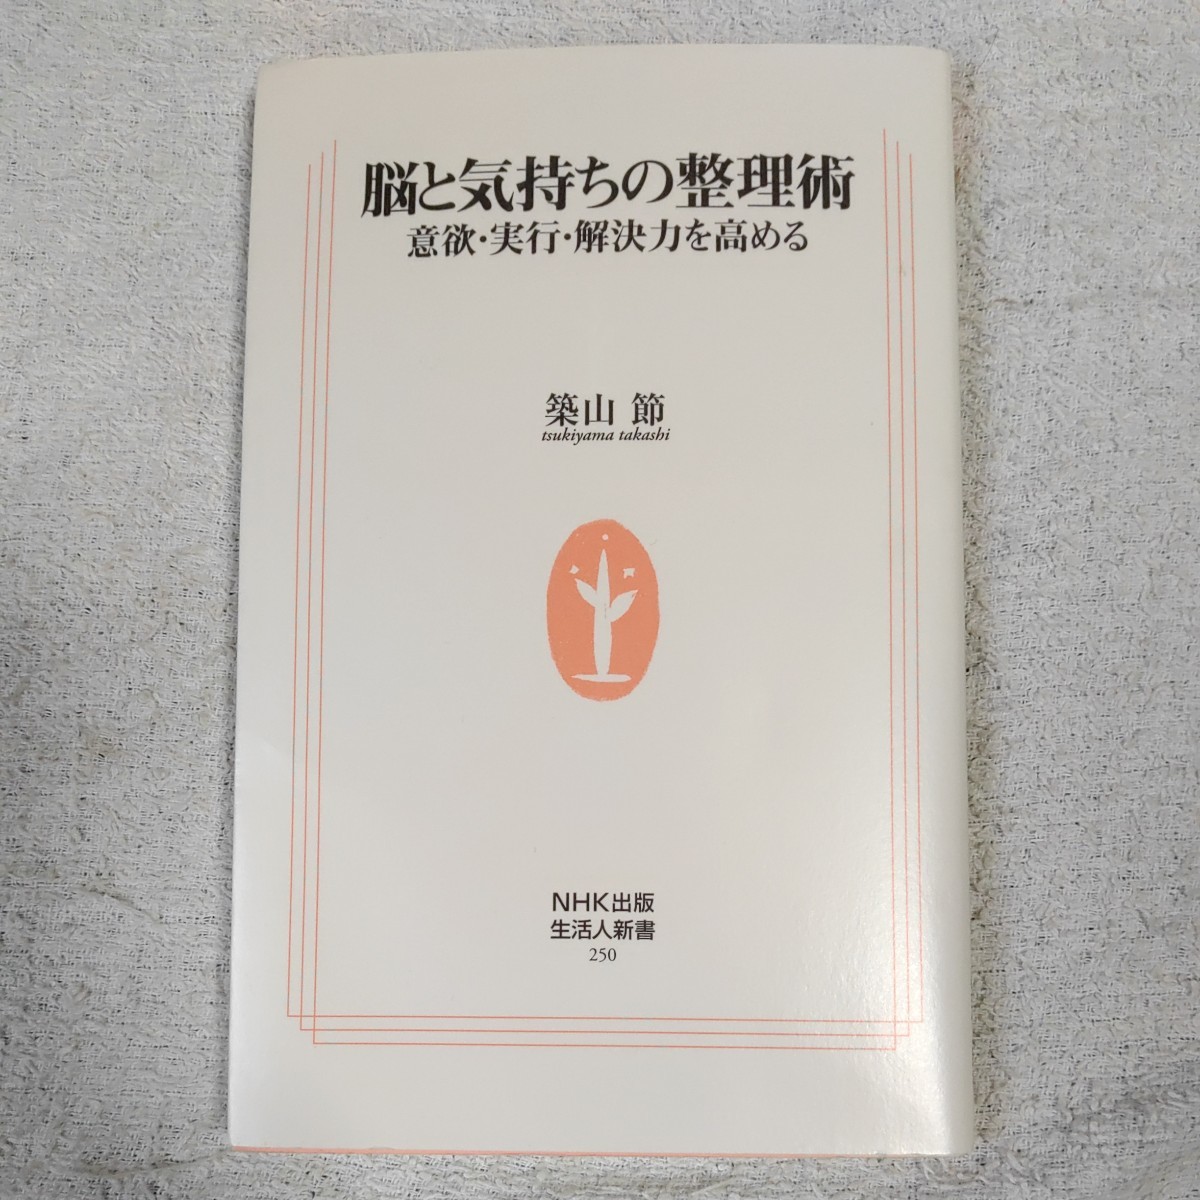 脳と気持ちの整理術
意欲・実行・解決力を高める
築山 節
tsukiyama takashi
NHK出版
生活人新書
250